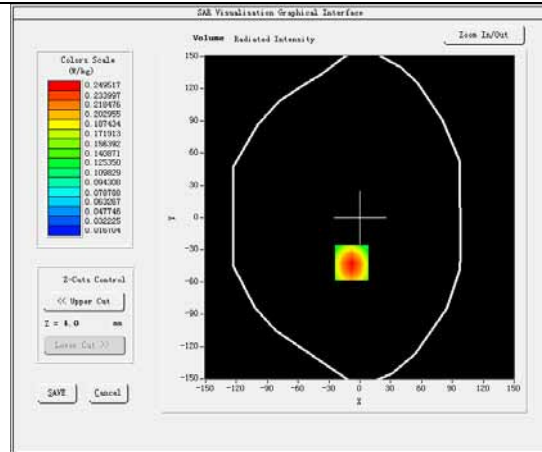 SAR Visualisation Graphical Interface
Volume Radiated Intensity
Zoom In/Out
Colors Scale
(W/kg)
0.249517
0.233997
0.218476
0.202955
0.187434
0.171913
0.156392
0.140871
0.125350
0.109829
0.094308
0.078788
0.063267
0.047746
0.032225
0.016704
150
120
90
60
30
0
-30
-60
-90
-120
-150
Y
-150 -120 -90 -60 -30 0 30 60 90 120 150
X
Z-Cuts Control
<< Upper Cut
Z = 4.0 mm
Lower Cut >>
SAVE Cancel